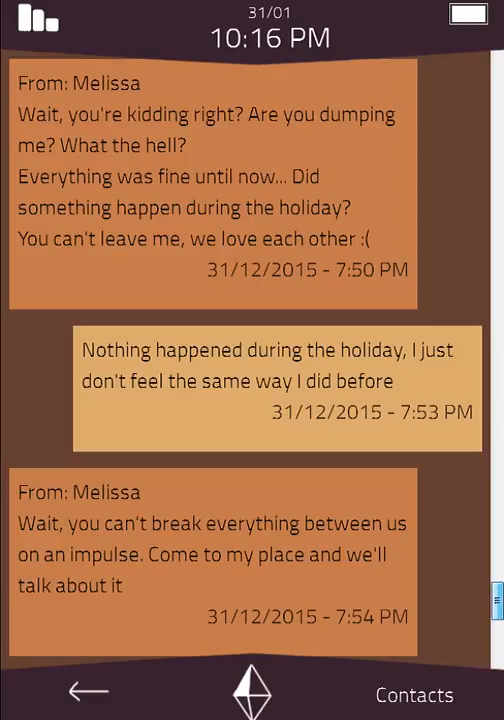 31/01
10:16 PM
From: Melissa
Wait, you're kidding right? Are you dumping
me? What the hell?
Everything was fine until now... Did
something happen during the holiday?
You can't leave me, we love each other :(
31/12/2015 - 7:50 PM
Nothing happened during the holiday, I just
don't feel the same way I did before
31/12/2015 - 7:53 PM
From: Melissa
Wait, you can't break everything between us
on an impulse. Come to my place and we'll
talk about it
31/12/2015 - 7:54 PM
Contacts